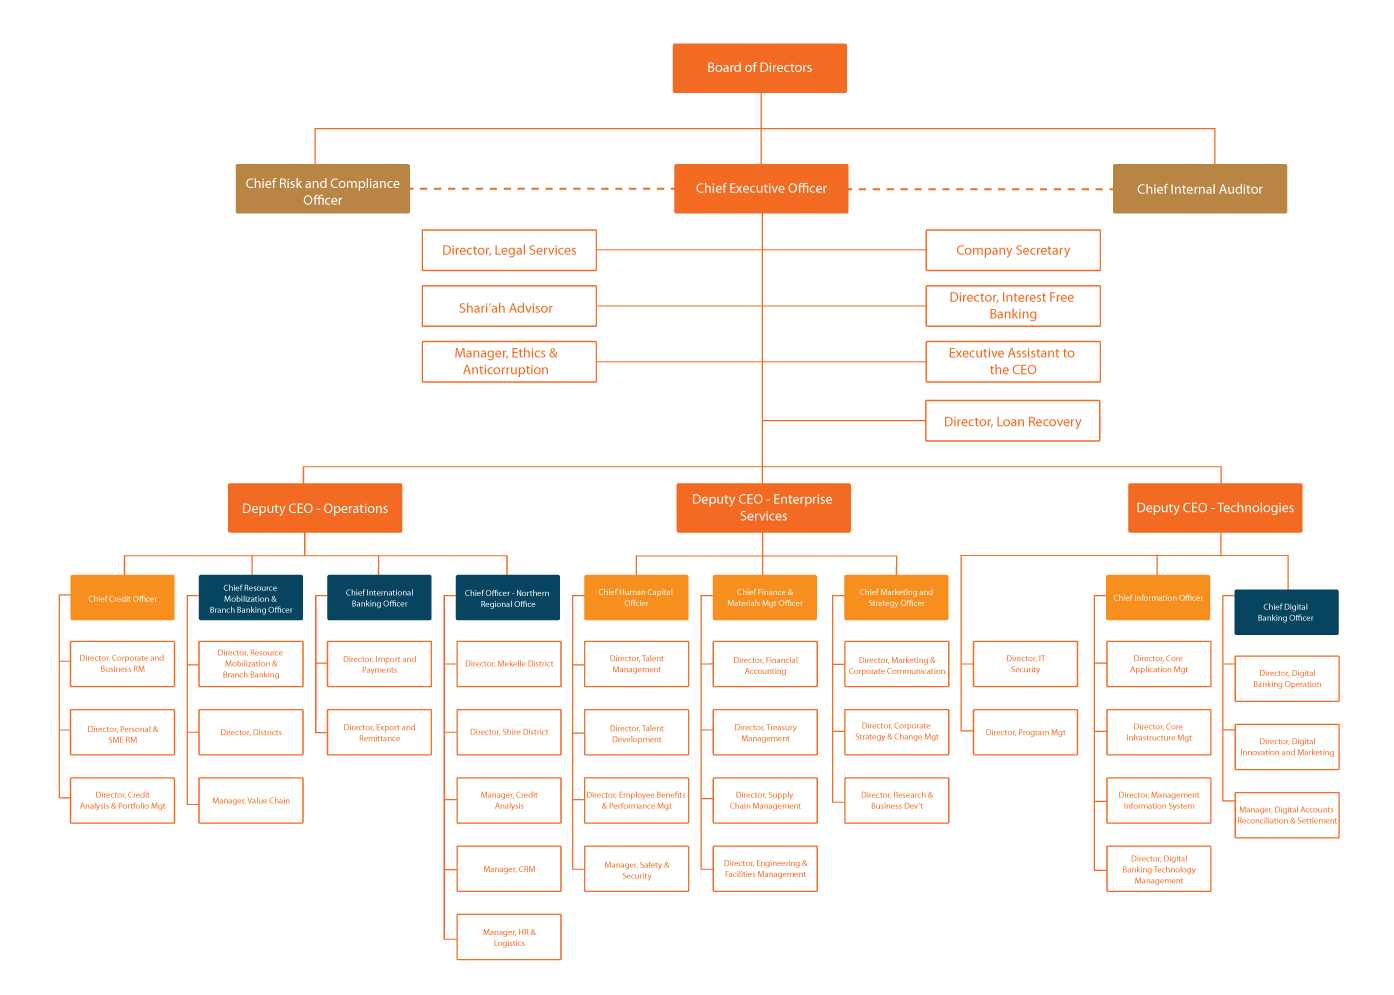 Board of Directors
Chief Risk and Compliance
Officer
Chief Executive Officer
Chief Internal Auditor
Director, Legal Services
Company Secretary
Shari'ah Advisor
Director, Interest Free
Banking
Manager, Ethics &
Anticorruption
Executive Assistant to
the CEO
Director, Loan Recovery
Deputy CEO - Operations
Deputy CEO - Enterprise
Services
Deputy CEO - Technologies
Chief Credit Officer
Director, Corporate and
Business RM
Director, Personal &
SME RM
Director, Credit
Analysis & Portfolio Mgt
Chief Resource
Mobilization &
Branch Banking Officer
Director, Resource
Mobilization &
Branch Banking
Director, Districts
Manager, Value Chain
Chief International
Banking Officer
Director, Import and
Payments
Director, Export and
Remittance
Chief Officer - Northern
Regional Office
Director, Mekelle District
Director, Shire District
Manager, Credit
Analysis
Manager, CRM
Manager, HR &
Logistics
Chief Human Capital
Offcier
Director, Talent
Management
Director, Talent
Development
Director, Employee Benefits
& Performance Mgt
Manager, Safety &
Security
Chief Finance &
Materials Mgt Officer
Director, Financial
Accounting
Director, Treasury
Management
Director, Supply
Chain Management
Director, Engineering &
Facilities Management
Chief Marketing and
Strategy Officer
Director, Marketing &
Corporate Communication
Director, Corporate
Strategy & Change Mgt
Director, Research &
Business Dev't
Director, IT
Security
Director, Program Mgt
Chief Information Officer
Director, Core
Application Mgt
Director, Core
Infrastructure Mgt
Director, Management
Information System
Director, Digital
Banking Technology
Management
Chief Digital
Banking Officer
Director, Digital
Banking Operation
Director, Digital
Innovation and Marketing
Manager, Digital Accounts
Reconciliation & Settlement